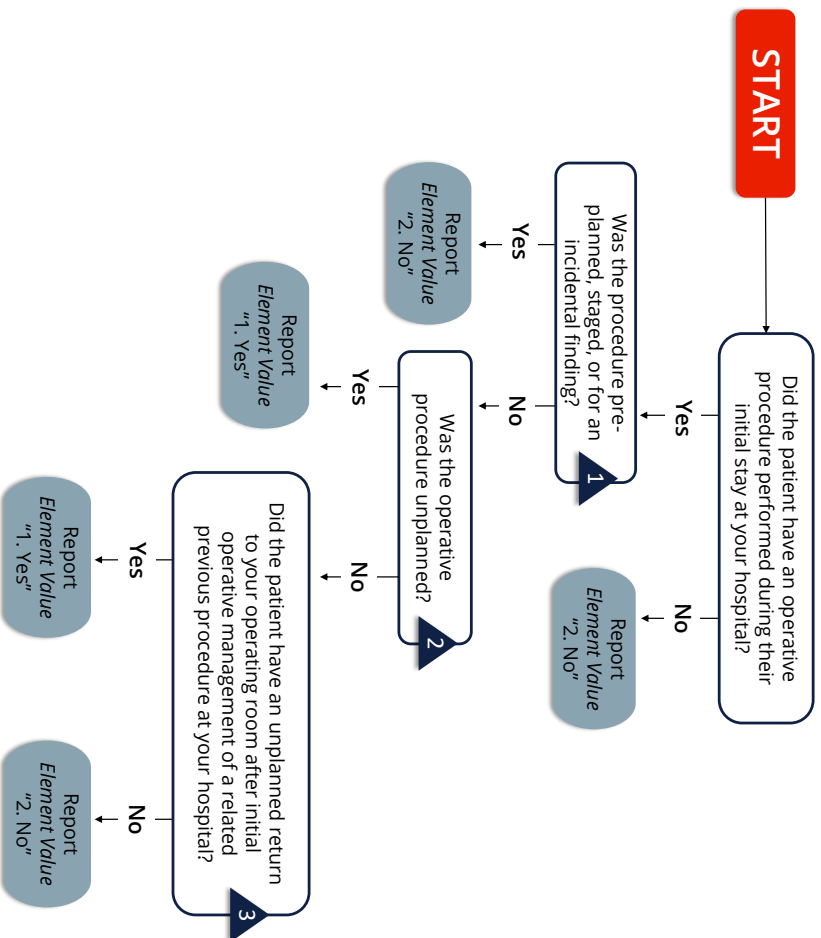 START
Did the patient have an operative
procedure performed during their
initial stay at your hospital?
Yes
No
Was the procedure pre-
planned, staged, or for an
incidental finding?
1
Report
Element Value
"2. No"
Yes
No
Report
Element Value
"2. No"
Was the operative
procedure unplanned?
2
Yes
No
Report
Element Value
"1. Yes"
Did the patient have an unplanned return
to your operating room after initial
operative management of a related
previous procedure at your hospital?
3
Yes
No
Report
Element Value
"1. Yes"
Report
Element Value
"2. No"